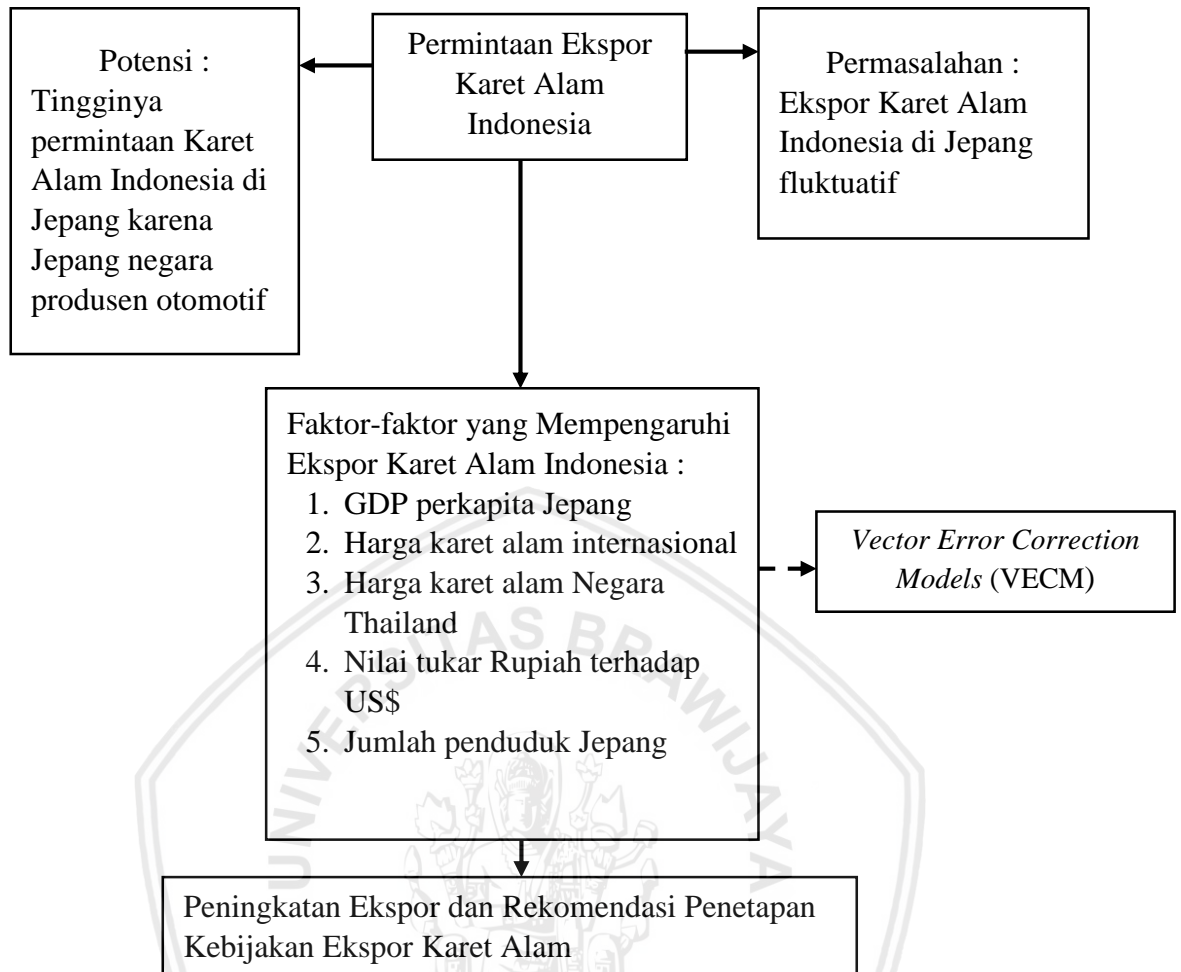 Potensi :
Tingginya
permintaan Karet
Alam Indonesia di
Jepang karena
Jepang negara
produsen otomotif
Permintaan Ekspor
Karet Alam
Indonesia
Permasalahan :
Ekspor Karet Alam
Indonesia di Jepang
fluktuatif
Faktor-faktor yang Mempengaruhi
Ekspor Karet Alam Indonesia :
1. GDP perkapita Jepang
2. Harga karet alam internasional
3. Harga karet alam Negara
Thailand
4. Nilai tukar Rupiah terhadap
US$
5. Jumlah penduduk Jepang
Vector Error Correction
Models (VECM)
Peningkatan Ekspor dan Rekomendasi Penetapan
Kebijakan Ekspor Karet Alam
UNIVERSITAS BRAWIJAYA